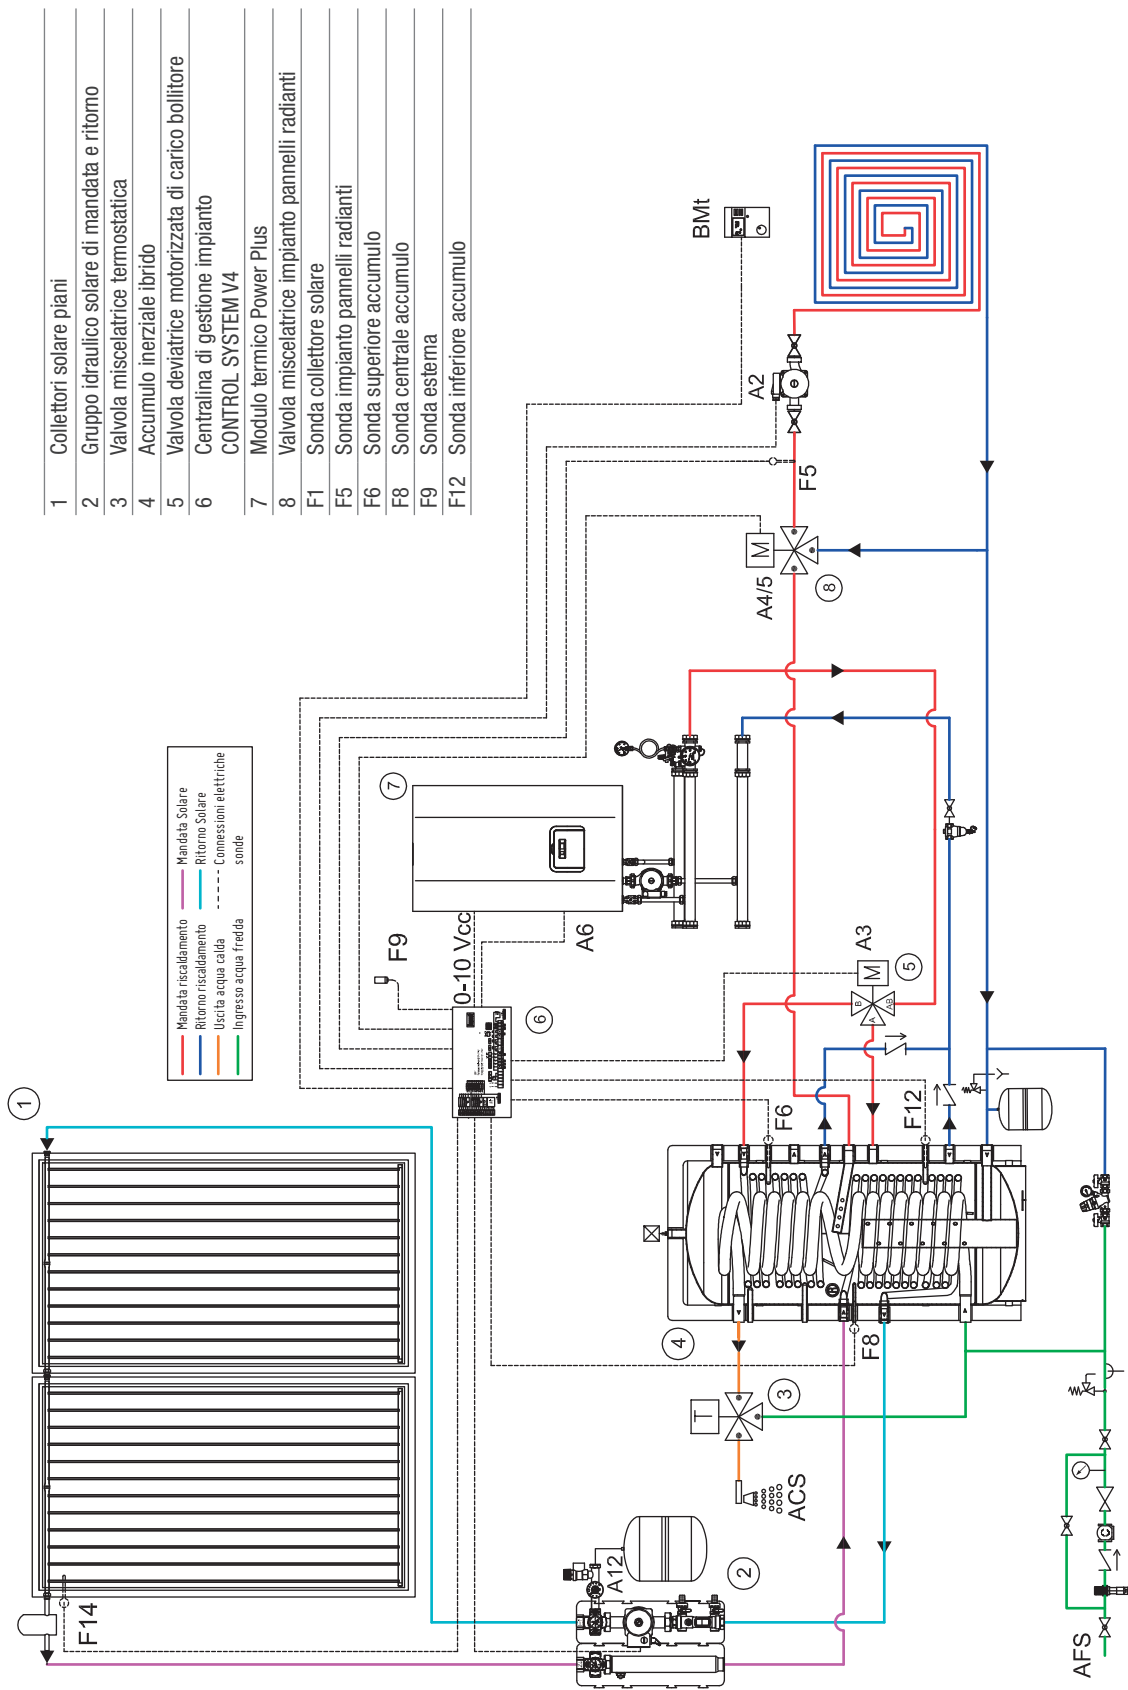 1 Collettori solare piani
2 Gruppo idraulico solare di mandata e ritorno
3 Valvola miscelatrice termostatica
4 Accumulo inerziale Ibrido
5 Valvola deviatrice motorizzata di carico bollitore
6 Centralina di gestione impianto
CONTROL SYSTEM V4
7 Modulo termico Power Plus
8 Valvola miscelatrice impianto pannelli radianti
F1 Sonda collettore solare
F5 Sonda impianto pannelli radianti
F6 Sonda superiore accumulo
F8 Sonda centrale accumulo
F9 Sonda esterna
F12 Sonda inferiore accumulo
Mandata riscaldamento
Ritorno riscaldamento
Uscita acqua calda
Ingresso acqua fredda
Mandata Solare
Ritorno Solare
Connessioni elettriche
sonde
1
F14
F9
0-10 Vcc
A6
6
7
BMt
A2
F5
M
A4/5
8
M
A3
5
B
A
AB
F6
F12
4
F8
T
3
ACS
A12
2
C
AFS